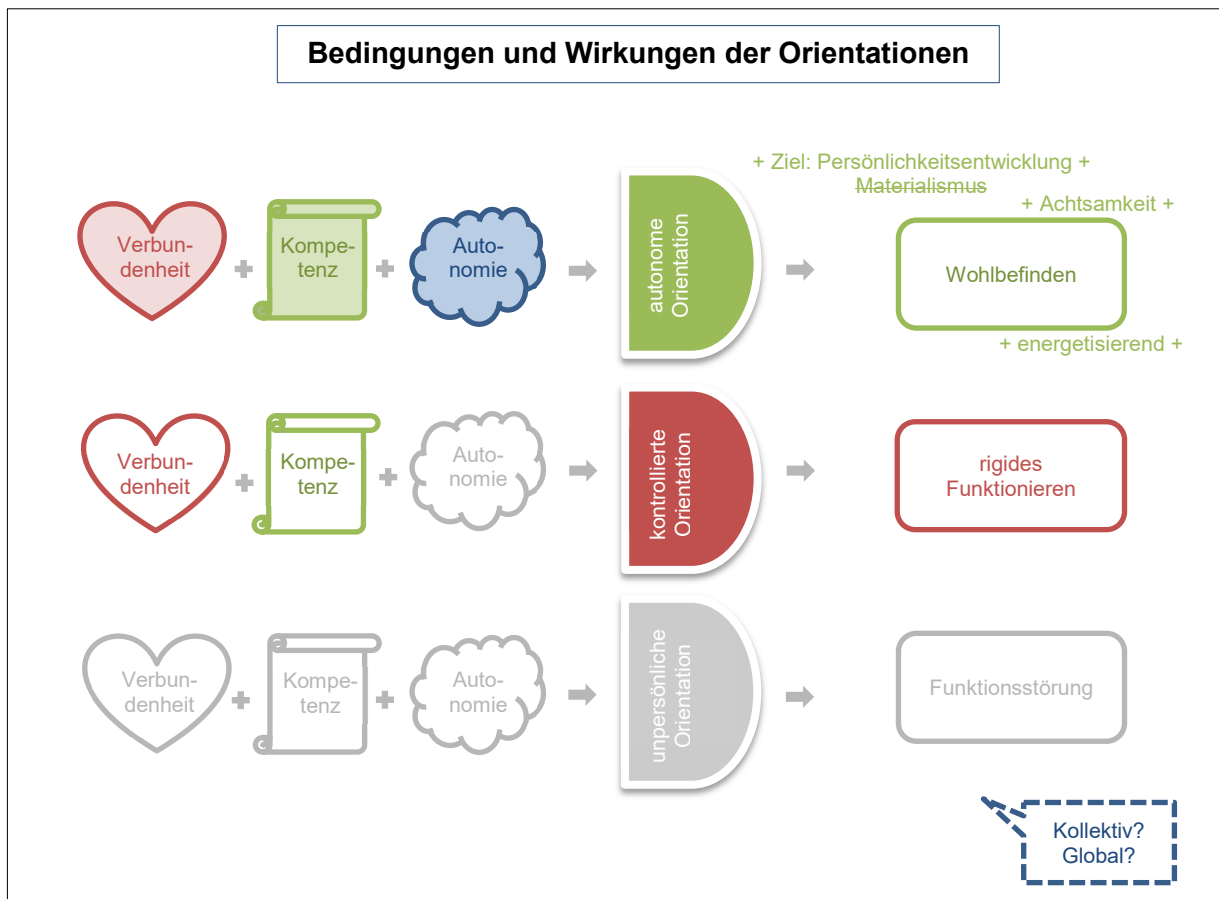 Bedingungen und Wirkungen der Orientationen
+ Ziel: Persönlichkeitsentwicklung +
Materialismus
+ Achtsamkeit +
Verbun-
denheit
+
Kompe-
tenz
+
Auto-
nomie
autonome
Orientation
Wohlbefinden
+ energetisierend +
Verbun-
denheit
+
Kompe-
tenz
+
Auto-
nomie
kontrollierte
Orientation
rigides
Funktionieren
Verbun-
denheit
+
Kompe-
tenz
+
Auto-
nomie
unpersönliche
Orientation
Funktionsstörung
Kollektiv?
Global?